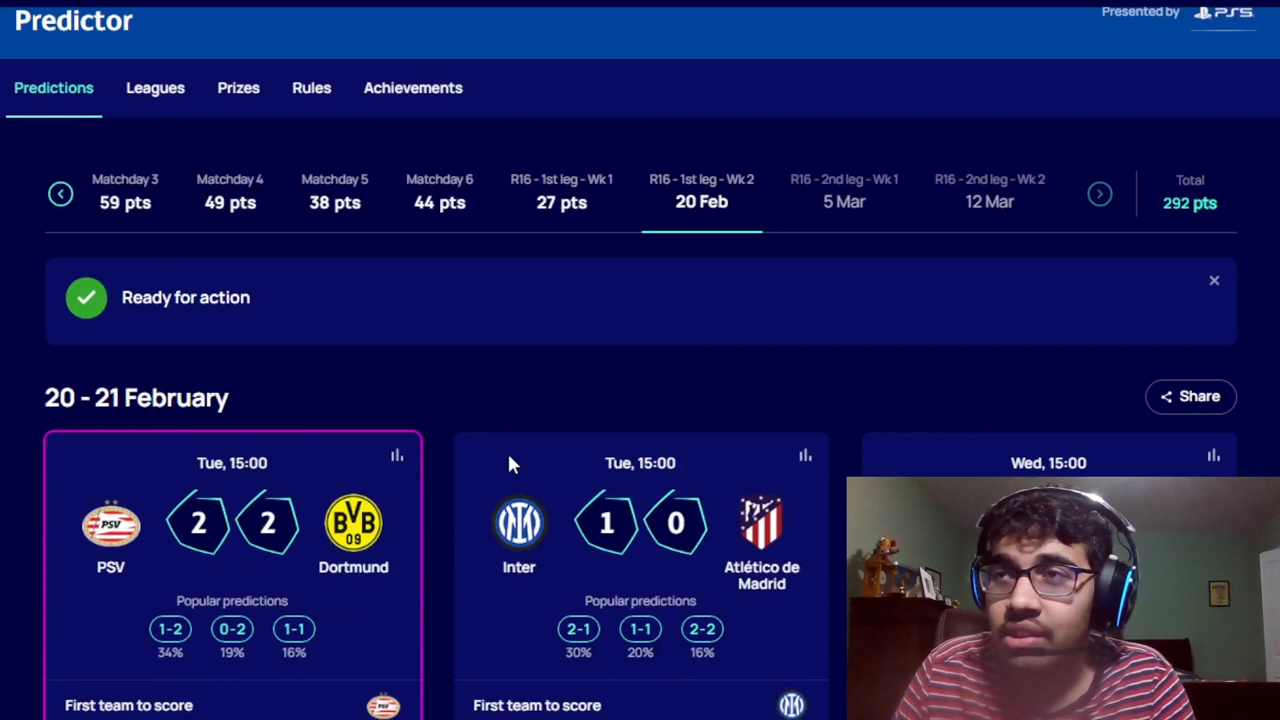 Predictor
Presented by PS5
Predictions Leagues Prizes Rules Achievements
Matchday 3 Matchday 4 Matchday 5 Matchday 6 R16 - 1st leg - Wk 1 R16 - 1st leg - Wk 2 R16 - 2nd leg - Wk 1 R16 - 2nd leg - Wk 2 Total
59 pts 49 pts 38 pts 44 pts 27 pts 20 Feb 5 Mar 12 Mar 292 pts
Ready for action
20 - 21 February
Share
Tue, 15:00
PSV
2 2
BVB
09
PSV
Dortmund
Popular predictions
1-2 0-2 1-1
34% 19% 16%
First team to score
PSV
Tue, 15:00
1 0
Inter
Atlético de
Madrid
Popular predictions
2-1 1-1 2-2
30% 20% 16%
First team to score
Wed, 15:00